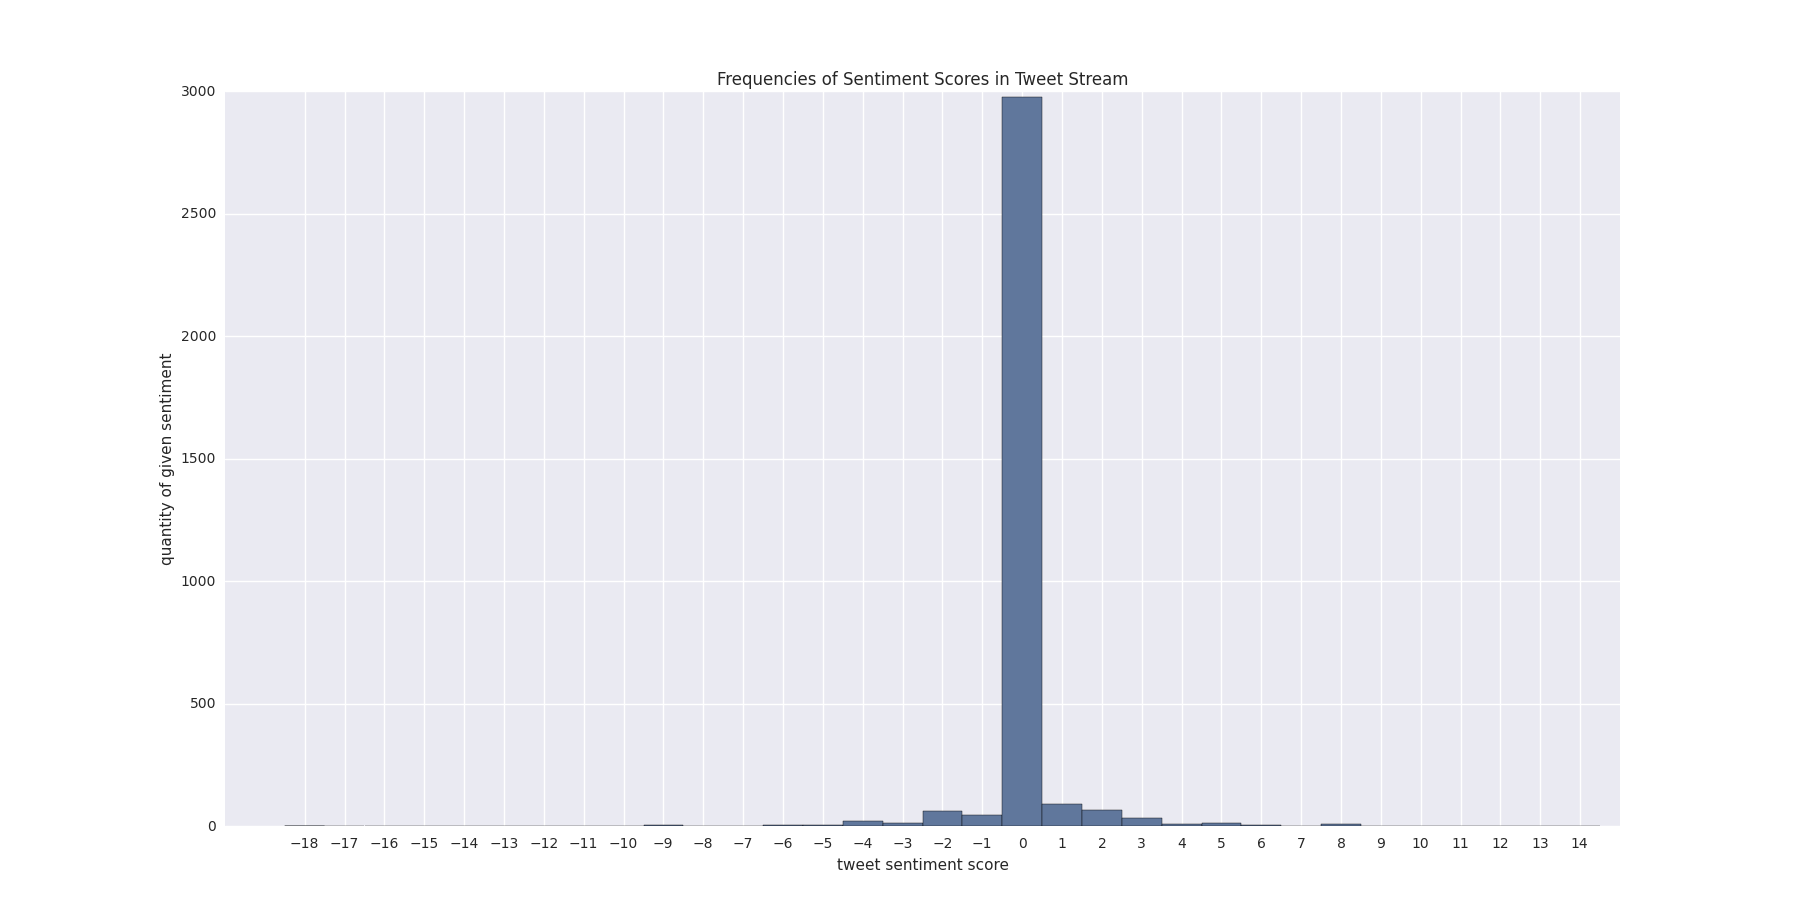 Frequencies of Sentiment Scores in Tweet Stream
3000
2500
2000
1500
1000
500
0
quantity of given sentiment
−18 −17 −16 −15 −14 −13 −12 −11 −10 −9 −8 −7 −6 −5 −4 −3 −2 −1 0 1 2 3 4 5 6 7 8 9 10 11 12 13 14
tweet sentiment score